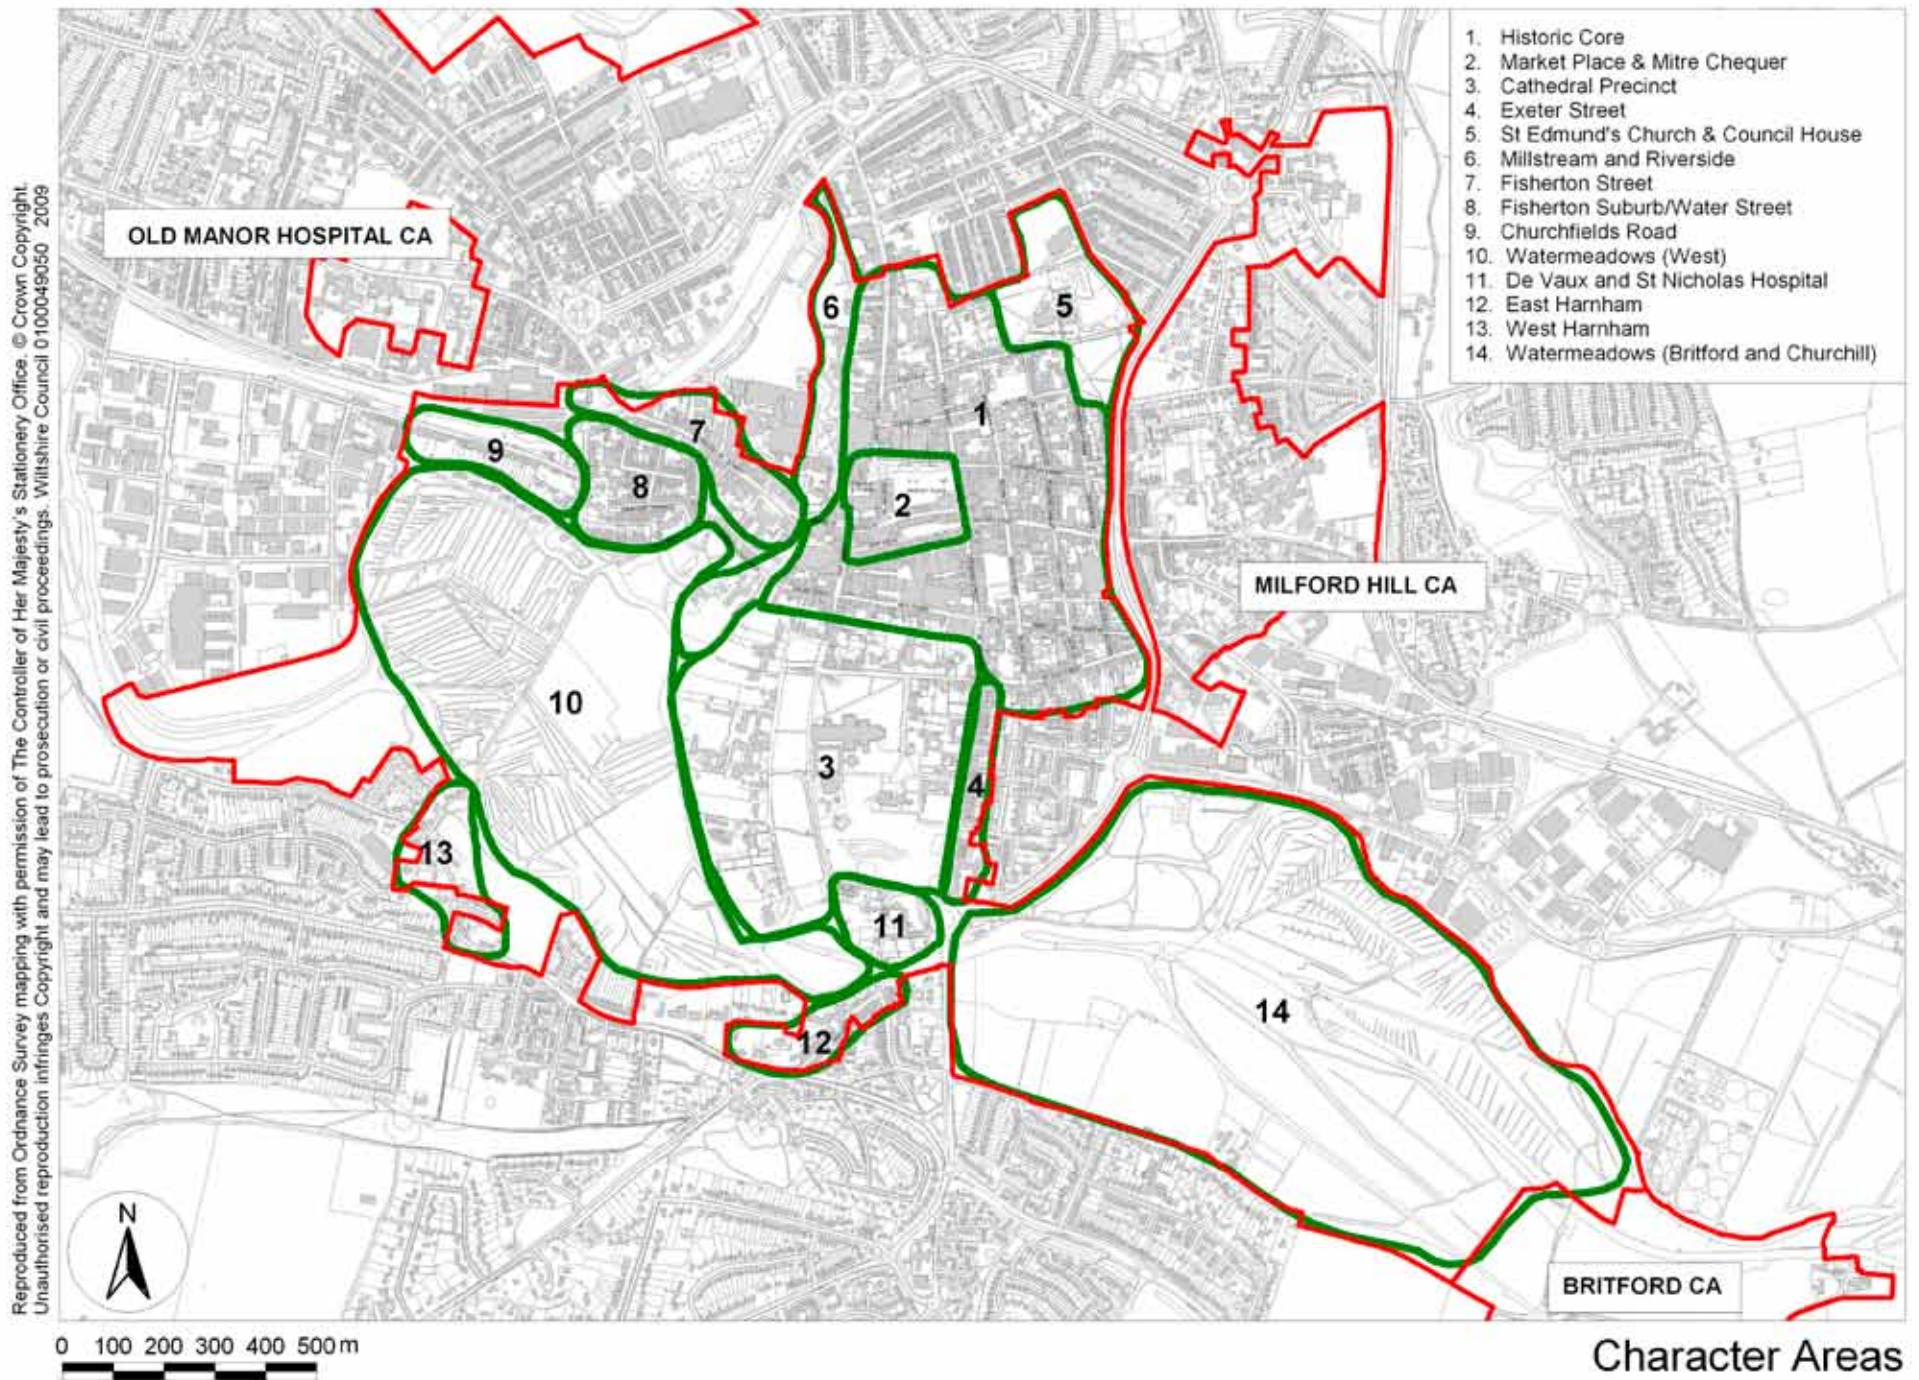 1. Historic Core
2. Market Place & Mitre Chequer
3. Cathedral Precinct
4. Exeter Street
5. St Edmund's Church & Council House
6. Millstream and Riverside
7. Fisherton Street
8. Fisherton Suburb/Water Street
9. Churchfields Road
10. Watermeadows (West)
11. De Vaux and St Nicholas Hospital
12. East Harnham
13. West Harnham
14. Watermeadows (Britford and Churchill)
OLD MANOR HOSPITAL CA
6
5
1
7
9
8
2
MILFORD HILL CA
10
3
4
13
11
14
12
N
BRITFORD CA
Reproduced from Ordnance Survey mapping with permission of The Controller of Her Majesty's Stationery Office. © Crown Copyright.
Unauthorised reproduction infringes Copyright and may lead to prosecution or civil proceedings. Wiltshire Council 0100049050 2009
0 100 200 300 400 500 m
Character Areas